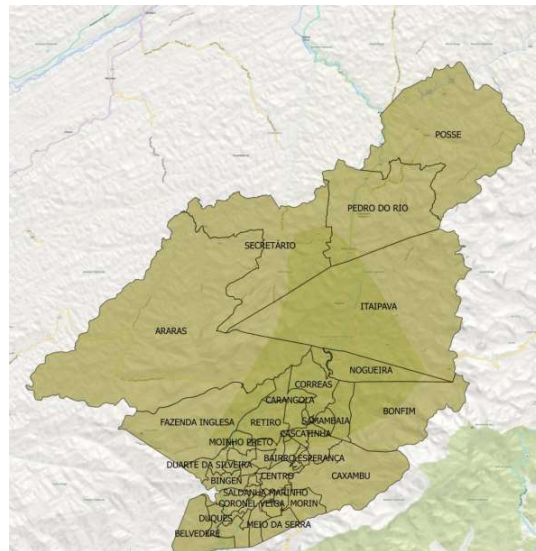 POSSE
PEDRO DO RIO
SECRETÁRIO
ITAIPAVA
ARARAS
NOGUEIRA
CORREAS
CARANGOLA
BONFIM
FAZENDA INGLESA
RETIRO
SAMAMBAIA
CASCATINHA
MOINHO PRETO
BAIRRO ESPERANÇA
DUARTE DA SILVEIRA
CENTRO
CAXAMBU
BINGEN
SALDANHA MARINHO
CORONEL VEIGA
MORIN
DUQUES
MEIO DA SERRA
BELVEDERE